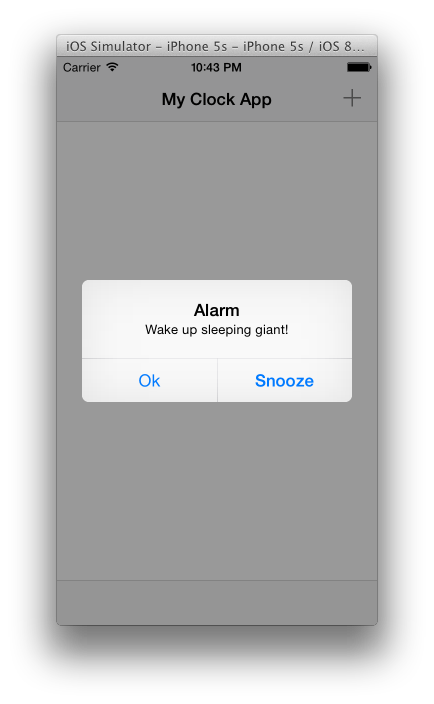 iOS Simulator – iPhone 5s – iPhone 5s / iOS 8...
Carrier 10:43 PM
My Clock App
Alarm
Wake up sleeping giant!
Ok Snooze